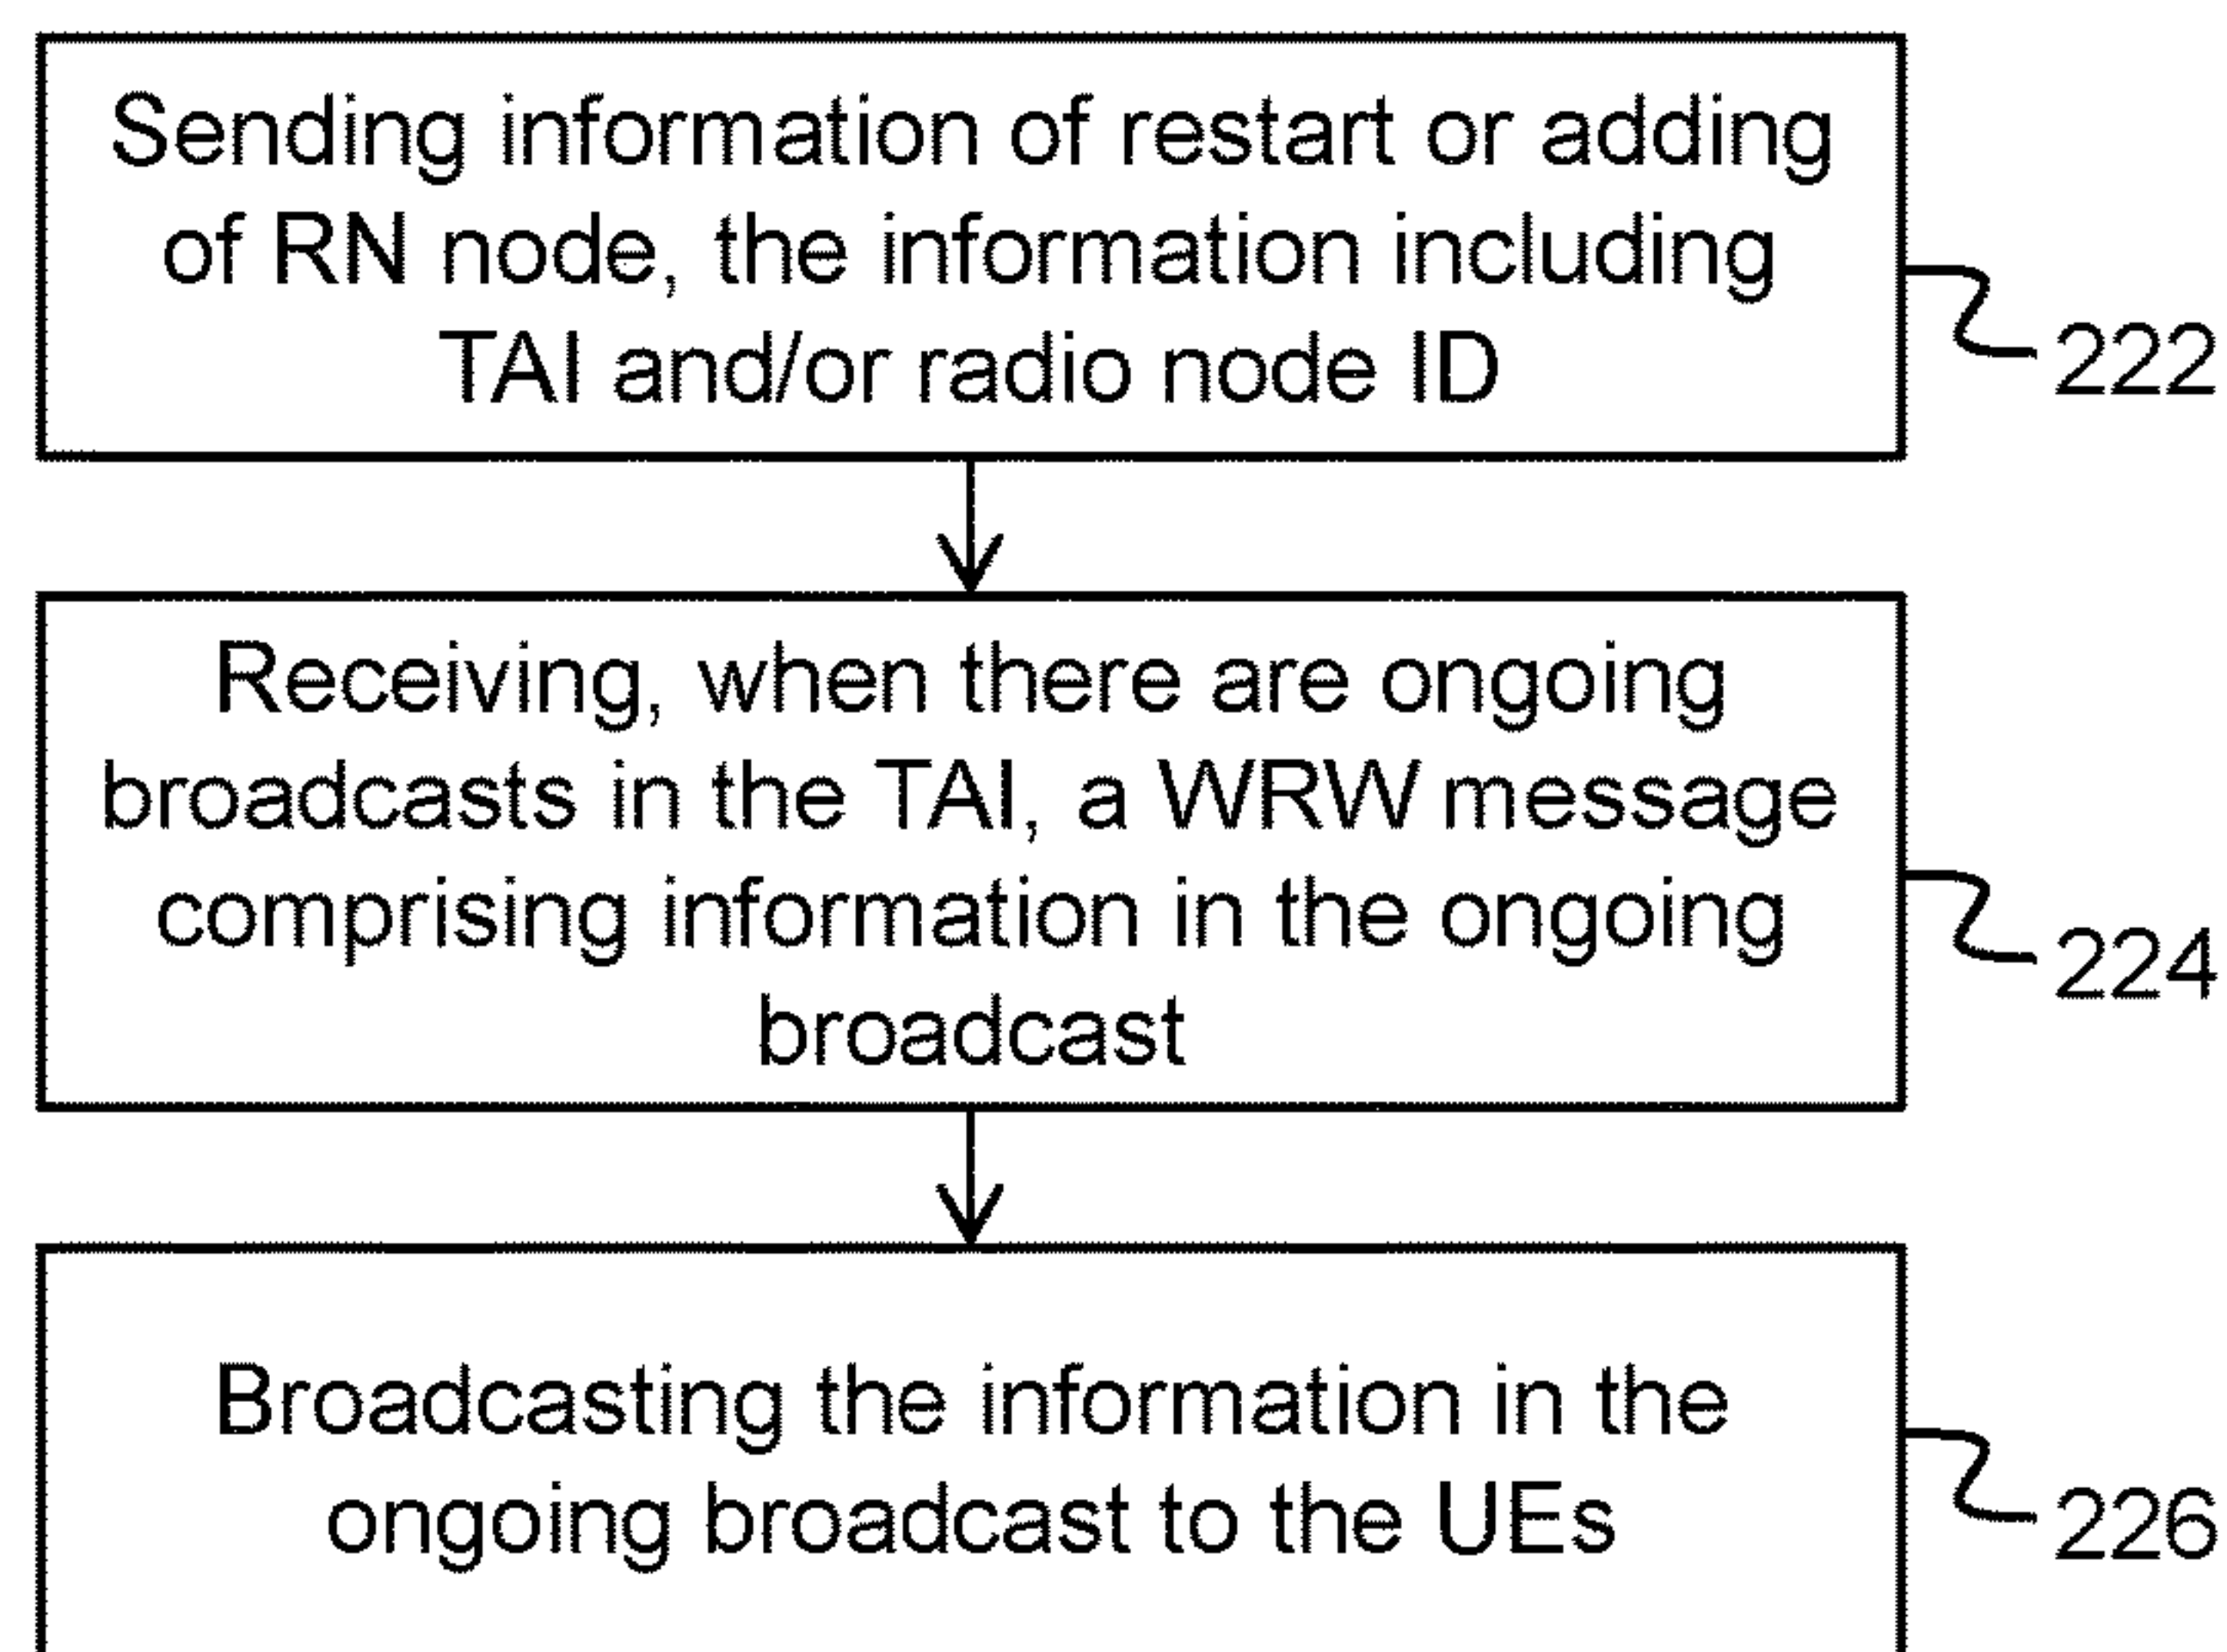 Sending information of restart or adding
of RN node, the information including
TAI and/or radio node ID
222
Receiving, when there are ongoing
broadcasts in the TAI, a WRW message
comprising information in the ongoing
broadcast
224
Broadcasting the information in the
ongoing broadcast to the UEs
226